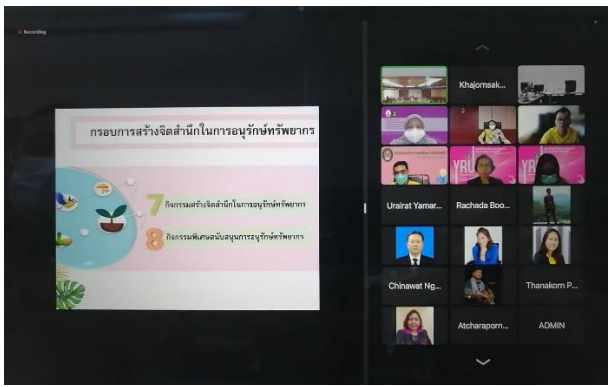 Recording
กรอบการสร้างจิตสำนึกในการอนุรักษ์ทรัพยากร
7 กิจกรรมสร้างจิตสำนึกในการอนุรักษ์ทรัพยากร
8 กิจกรรมพิเศษสนับสนุนการอนุรักษ์ทรัพยากร
Khajornsak...
YRU
YRU
Urairat Yamar...
Rachada Boo...
Chinawat Ng...
Thanakorn P...
Atcharaporn...
ADMIN